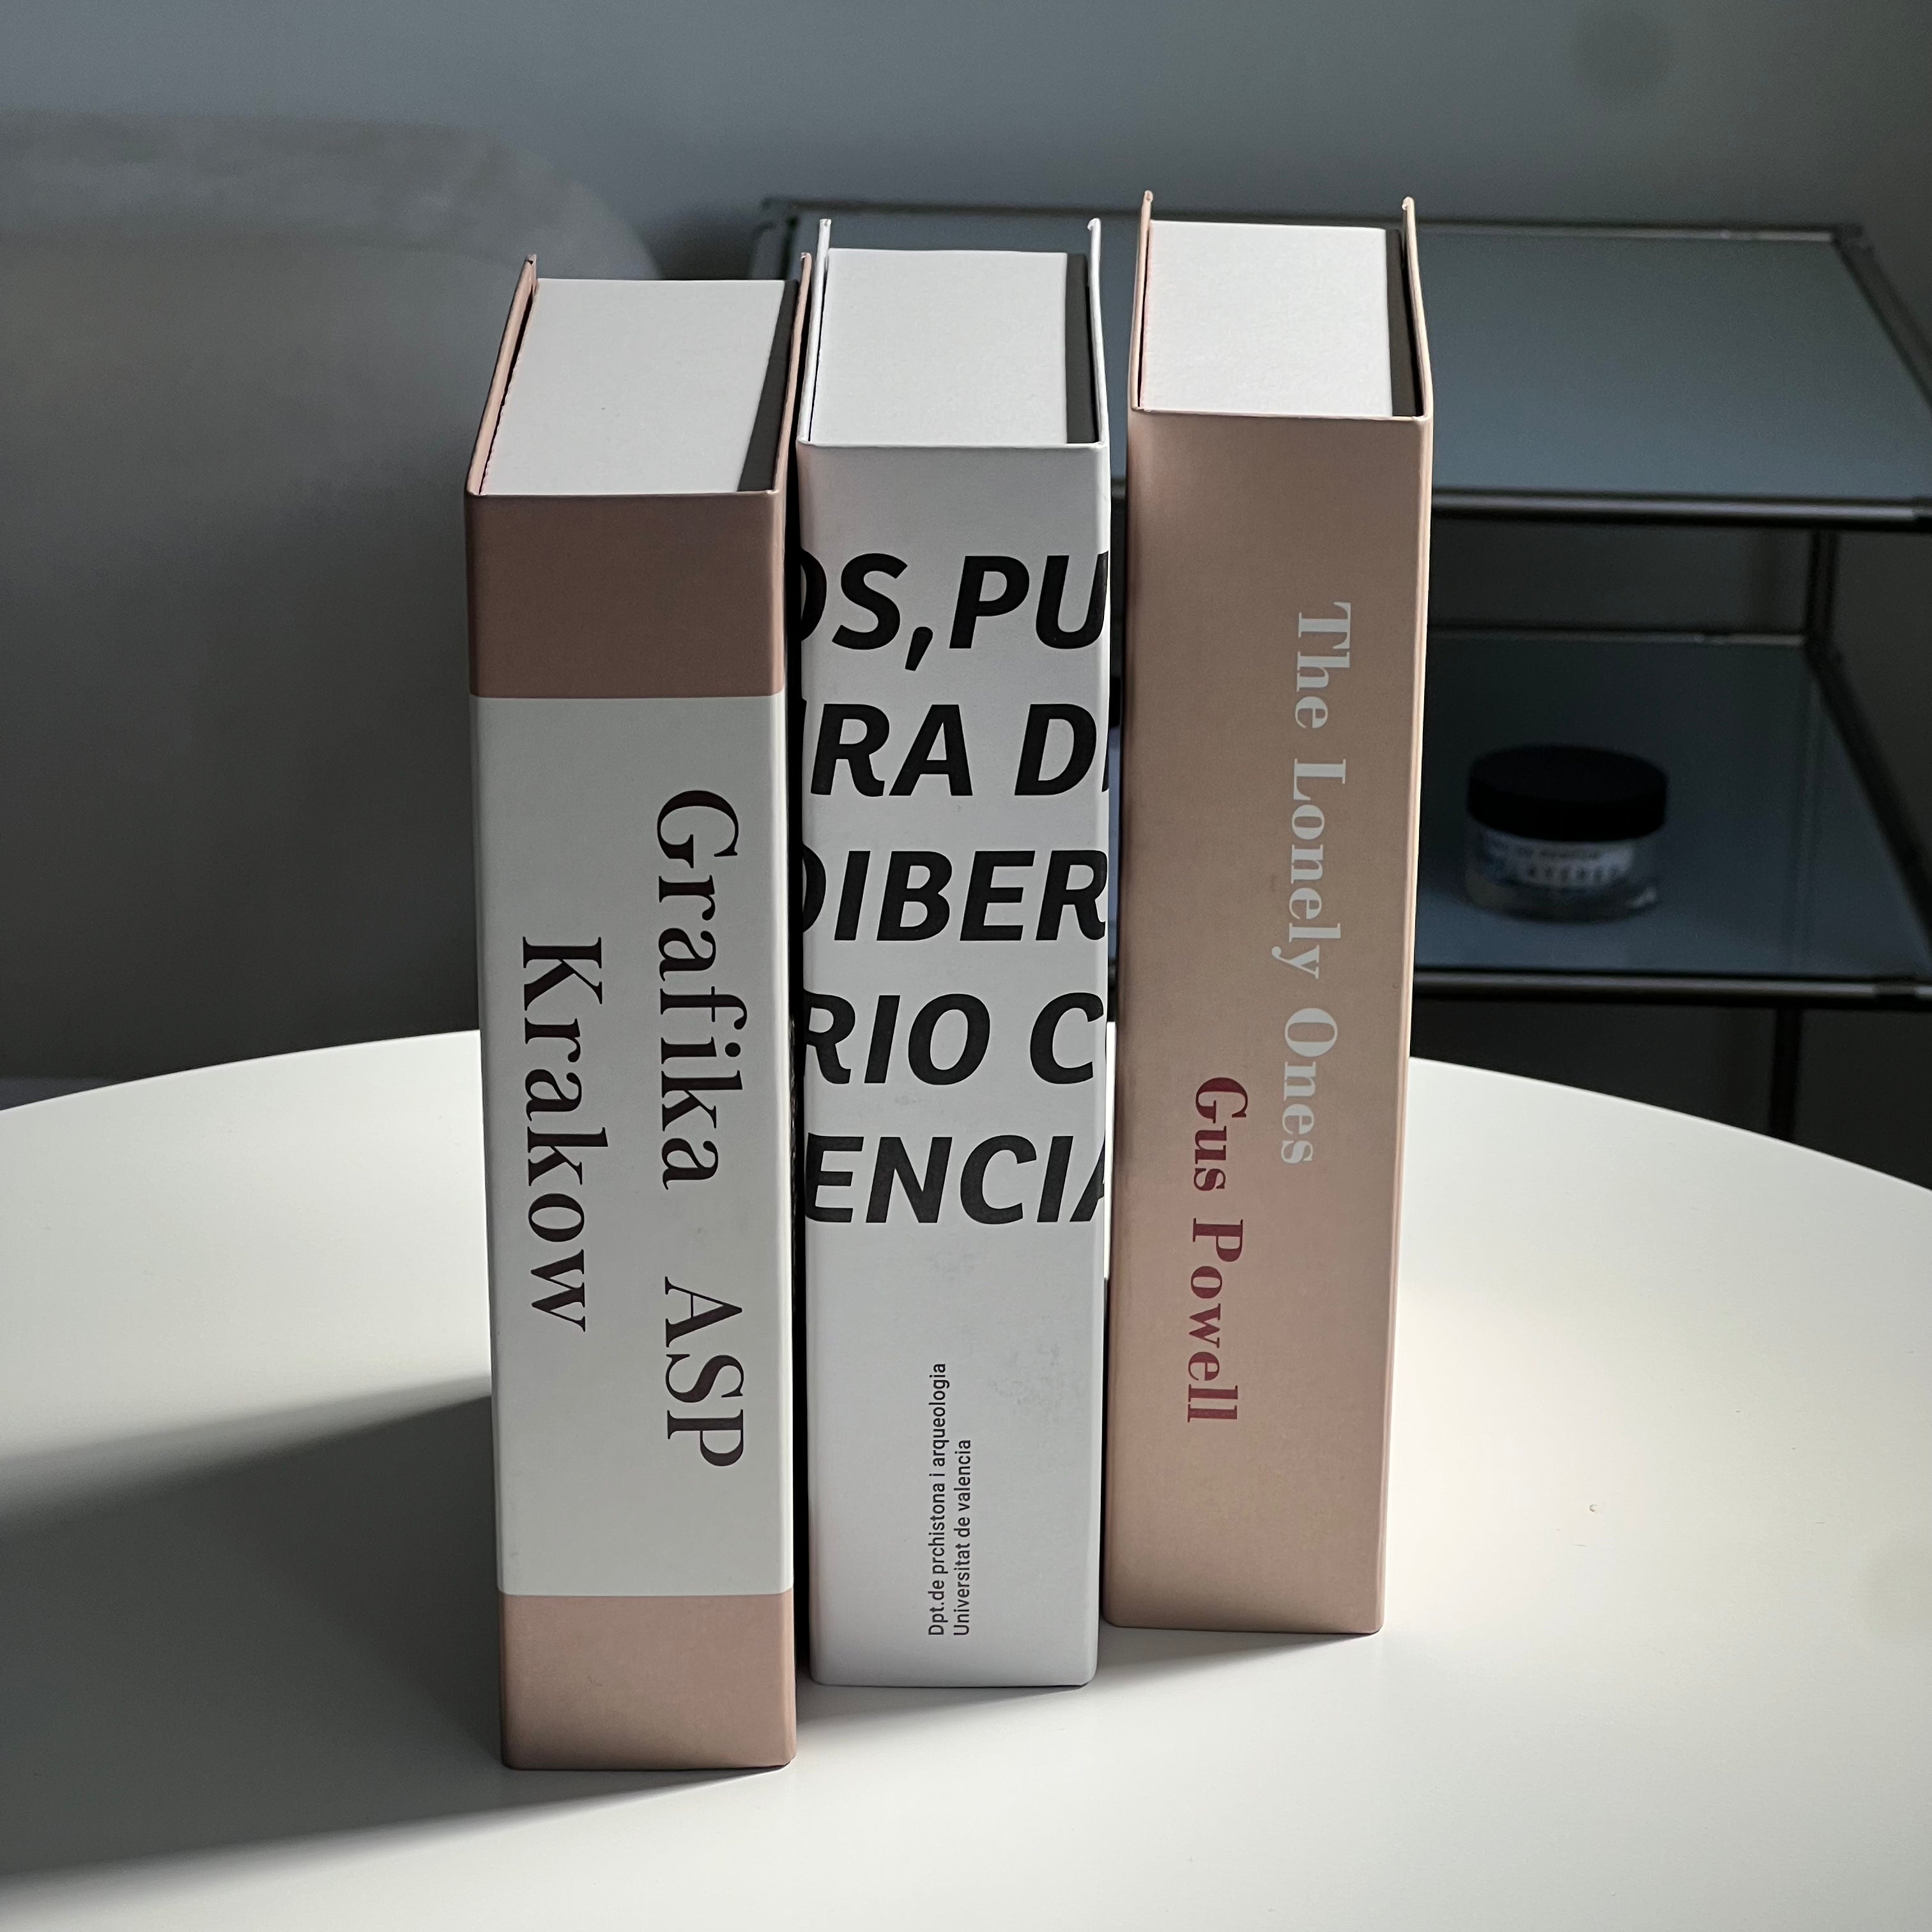 Grafika ASP
Krakow
OS,PU
RA D
DIBER
RIO C
ENCIA
Dpt.de prchistona i arqueologia
Universitat de valencia
The Lonely Ones
Gus Powell